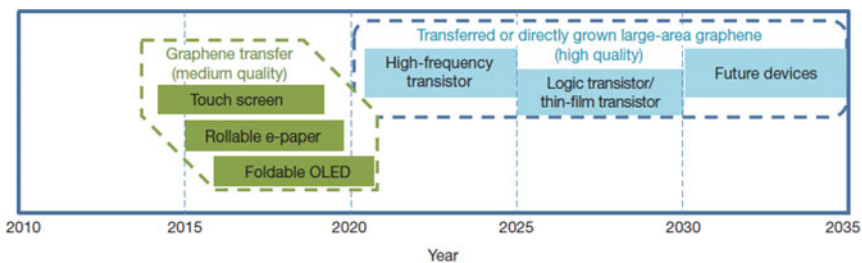 Transferred or directly grown large-area graphene
(high quality)
Graphene transfer
(medium quality)
High-frequency
transistor
Logic transistor/
thin-film transistor
Future devices
Touch screen
Rollable e-paper
Foldable OLED
2010
2015
2020
2025
2030
2035
Year